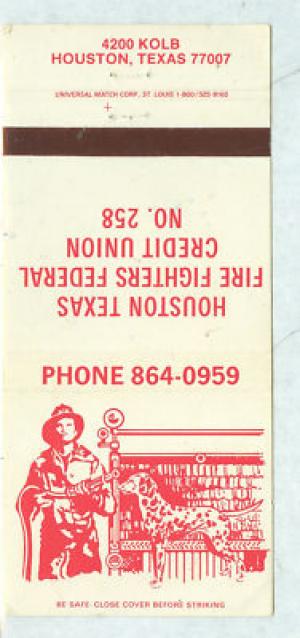 4200 KOLB
HOUSTON, TEXAS 77007
UNIVERSAL MATCH CORP. ST. LOUIS 1-800/325-9102
HOUSTON TEXAS
FIRE FIGHTERS FEDERAL
CREDIT UNION
NO. 258
PHONE 864-0959
BE SAFE-CLOSE COVER BEFORE STRIKING